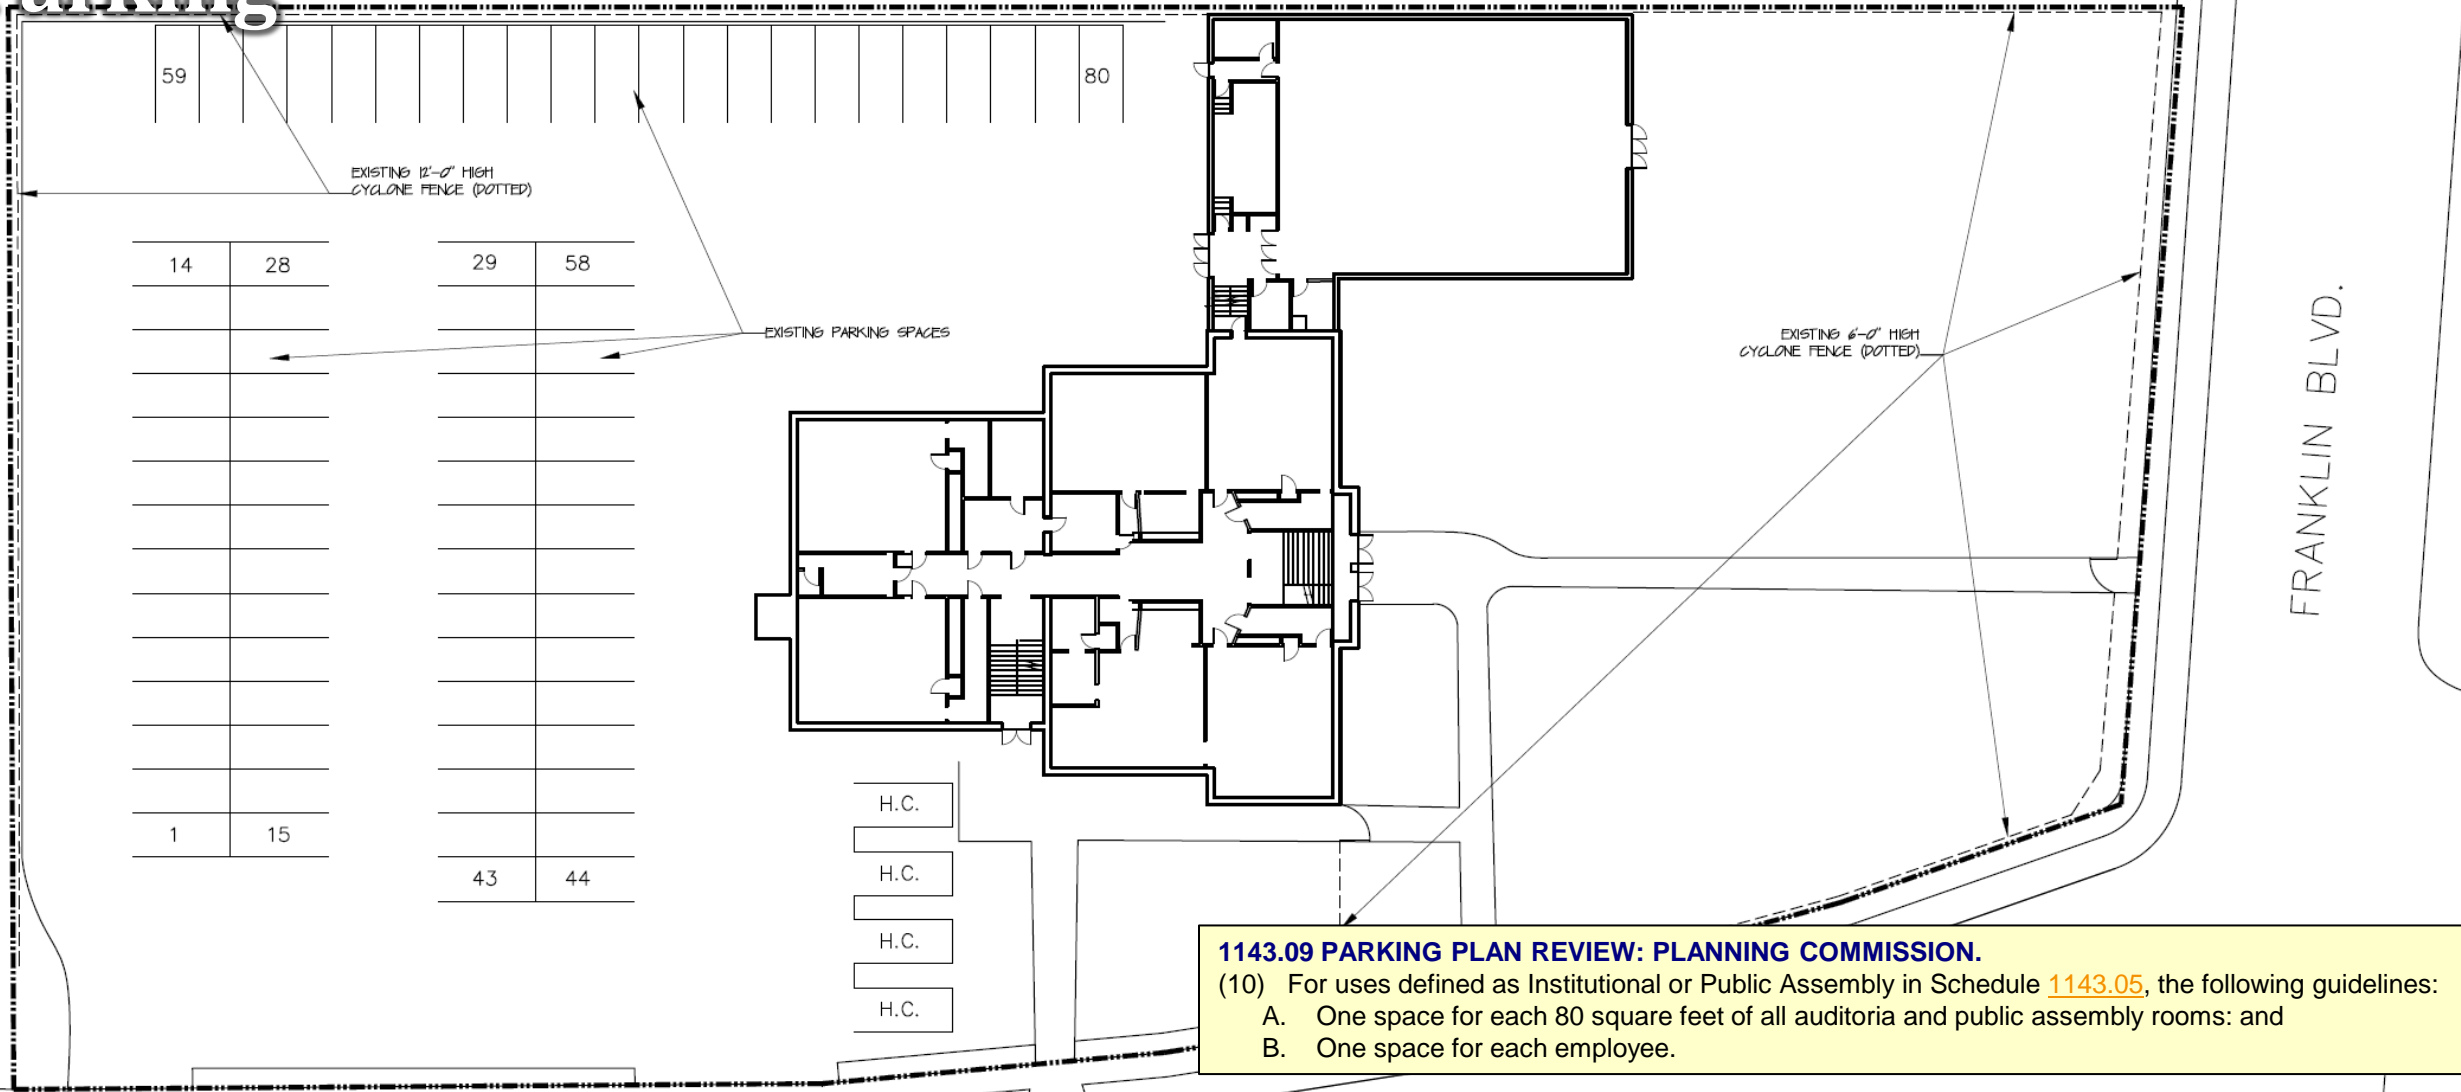 59
80
EXISTING 12'-0" HIGH
CYCLONE FENCE (DOTTED)
14
28
29
58
EXISTING PARKING SPACES
EXISTING 6'-0" HIGH
CYCLONE FENCE (DOTTED)
FRANKLIN BLVD.
1
15
43
44
H.C.
H.C.
H.C.
H.C.
1143.09 PARKING PLAN REVIEW: PLANNING COMMISSION.
(10) For uses defined as Institutional or Public Assembly in Schedule 1143.05, the following guidelines:
A. One space for each 80 square feet of all auditoria and public assembly rooms: and
B. One space for each employee.